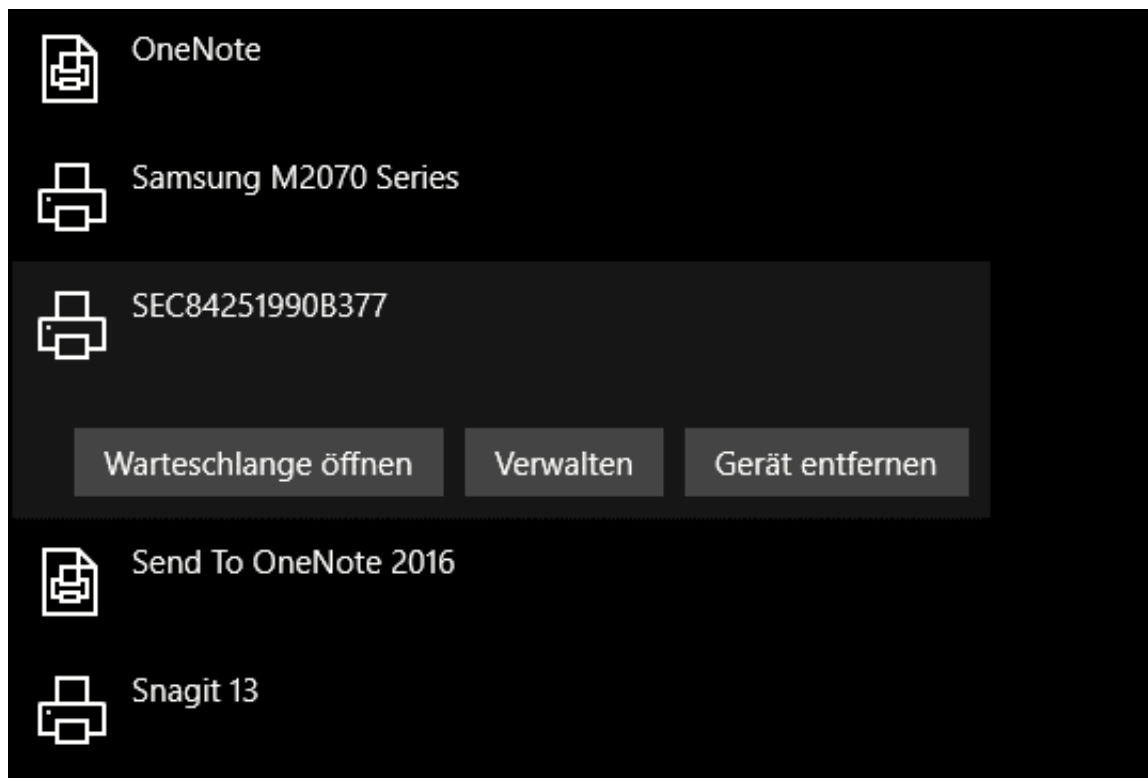 OneNote
Samsung M2070 Series
SEC84251990B377
Warteschlange öffnen Verwalten Gerät entfernen
Send To OneNote 2016
Snagit 13